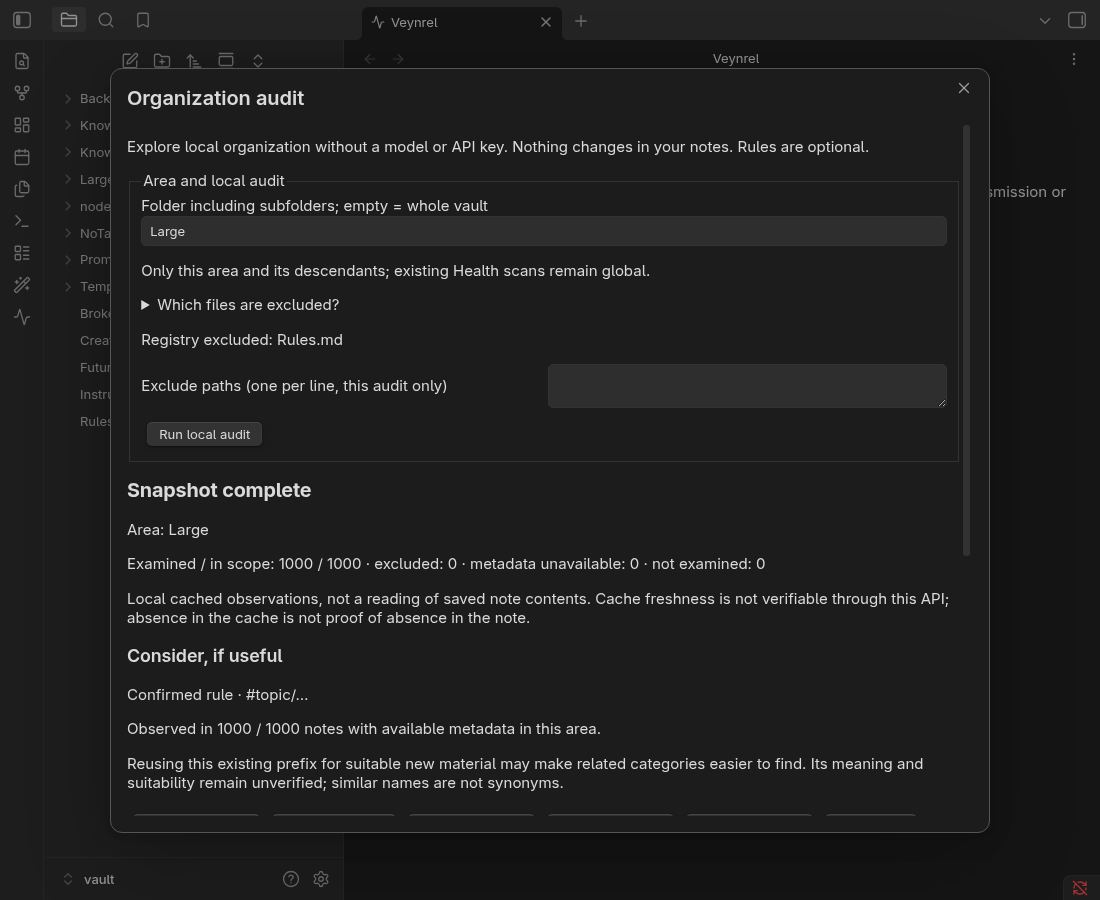 Veynrel
Veynrel
Back
Know
Know
Large
node
NoTa
Prom
Temp
Broke
Crea
Futur
Instru
Rules
smission or
Organization audit
Explore local organization without a model or API key. Nothing changes in your notes. Rules are optional.
Area and local audit
Folder including subfolders; empty = whole vault
Large
Only this area and its descendants; existing Health scans remain global.
Which files are excluded?
Registry excluded: Rules.md
Exclude paths (one per line, this audit only)
Run local audit
Snapshot complete
Area: Large
Examined / in scope: 1000 / 1000 · excluded: 0 · metadata unavailable: 0 · not examined: 0
Local cached observations, not a reading of saved note contents. Cache freshness is not verifiable through this API;
absence in the cache is not proof of absence in the note.
Consider, if useful
Confirmed rule · #topic/…
Observed in 1000 / 1000 notes with available metadata in this area.
Reusing this existing prefix for suitable new material may make related categories easier to find. Its meaning and
suitability remain unverified; similar names are not synonyms.
vault